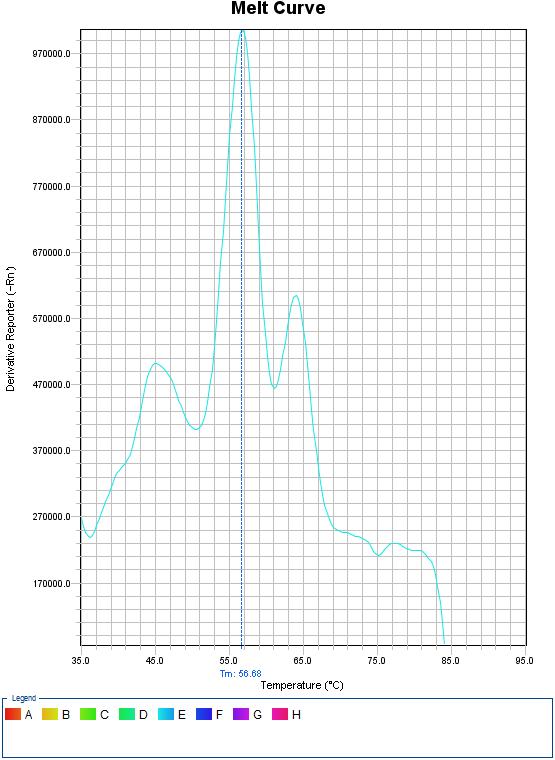 Melt Curve
970000.0
870000.0
770000.0
670000.0
570000.0
470000.0
370000.0
270000.0
170000.0
Derivative Reporter (-Rn')
35.0 45.0 55.0 65.0 75.0 85.0 95.0
Tm: 56.68
Temperature (°C)
Legend
A B C D E F G H